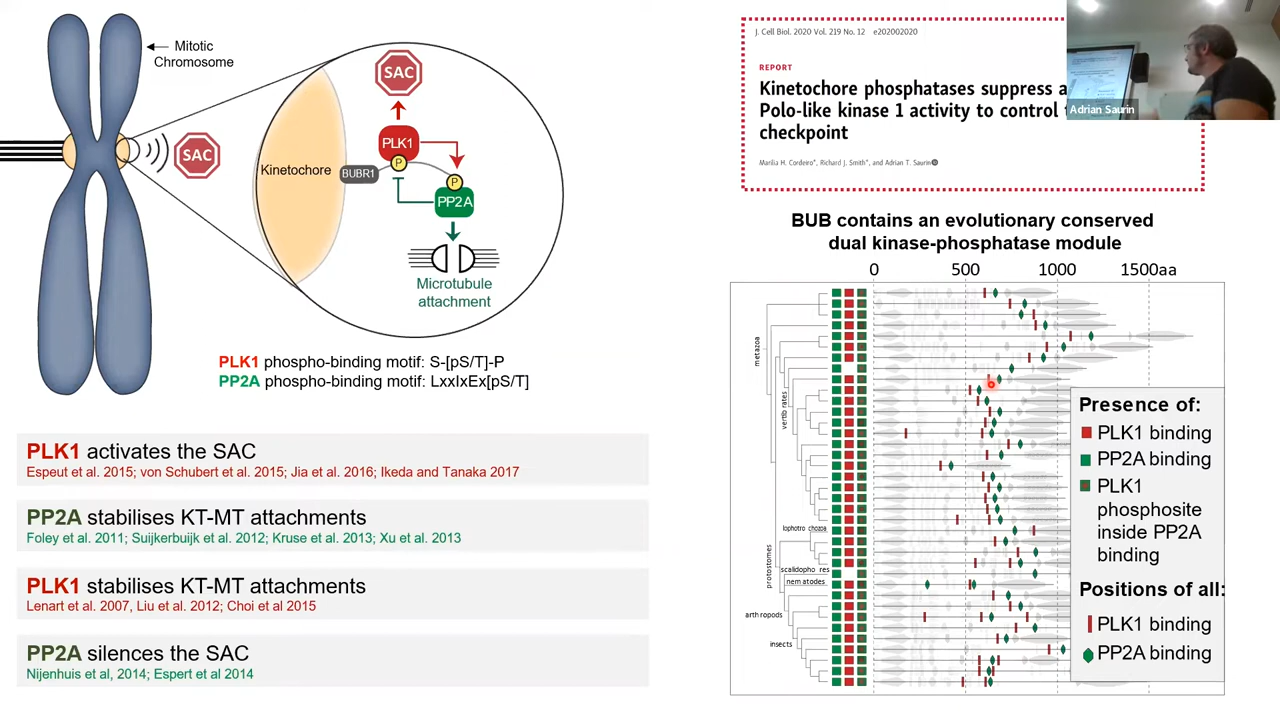 Mitotic
Chromosome
SAC
SAC
PLK1
P
Kinetochore
BUBR1
P
PP2A
Microtubule
attachment
PLK1 phospho-binding motif: S-[pS/T]-P
PP2A phospho-binding motif: LxxIxEx[pS/T]
PLK1 activates the SAC
Espeut et al. 2015; von Schubert et al. 2015; Jia et al. 2016; Ikeda and Tanaka 2017
PP2A stabilises KT-MT attachments
Foley et al. 2011; Suijkerbuijk et al. 2012; Kruse et al. 2013; Xu et al. 2013
PLK1 stabilises KT-MT attachments
Lenart et al. 2007, Liu et al. 2012; Choi et al 2015
PP2A silences the SAC
Nijenhuis et al, 2014; Espert et al 2014
J. Cell Biol. 2020 Vol. 219 No. 12 e202002020
REPORT
Kinetochore phosphatases suppress a
Polo-like kinase 1 activity to control
checkpoint
Marilia H. Cordeiro*, Richard J. Smith*, and Adrian T. Saurin
Adrian Saurin
BUB contains an evolutionary conserved
dual kinase-phosphatase module
0 500 1000 1500aa
metazoa
vertebrates
lophotrochozoa
protostomes
scalidophores
nematodes
arthropods
insects
Presence of:
PLK1 binding
PP2A binding
PLK1
phosphosite
inside PP2A
binding
Positions of all:
PLK1 binding
PP2A binding